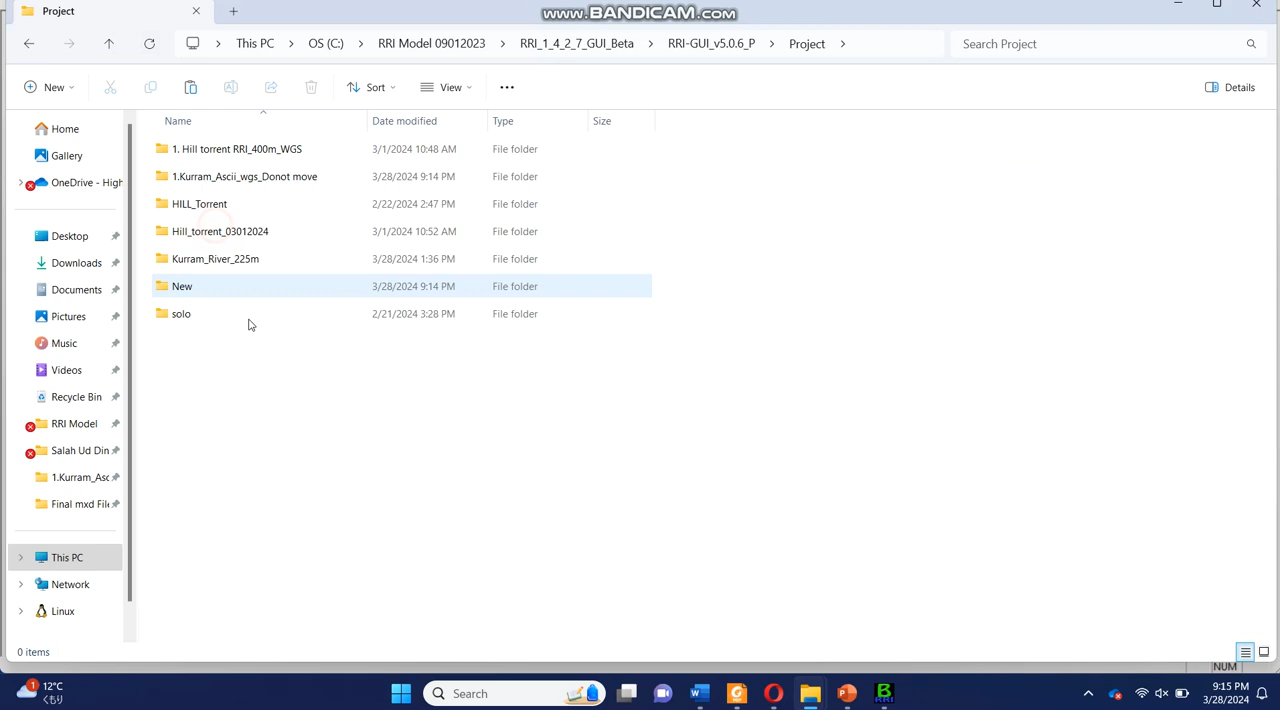 Project
www.BANDICAM.com
This PC > OS (C:) > RRI Model 09012023 > RRI_1_4_2_7_GUI_Beta > RRI-GUI_v5.0.6_P > Project >
Search Project
New
Sort
View
Details
Name
Date modified
Type
Size
Home
Gallery
OneDrive - High
Desktop
Downloads
Documents
Pictures
Music
Videos
Recycle Bin
RRI Model
Salah Ud Din
1.Kurram_Asc
Final mxd Fil
This PC
Network
Linux
1. Hill torrent RRI_400m_WGS 3/1/2024 10:48 AM File folder
1.Kurram_Ascii_wgs_Donot move 3/28/2024 9:14 PM File folder
HILL_Torrent 2/22/2024 2:47 PM File folder
Hill_torrent_03012024 3/1/2024 10:52 AM File folder
Kurram_River_225m 3/28/2024 1:36 PM File folder
New 3/28/2024 9:14 PM File folder
solo 2/21/2024 3:28 PM File folder
0 items
NUM
1
12°C
くもり
Search
B
RRI
9:15 PM
3/28/2024